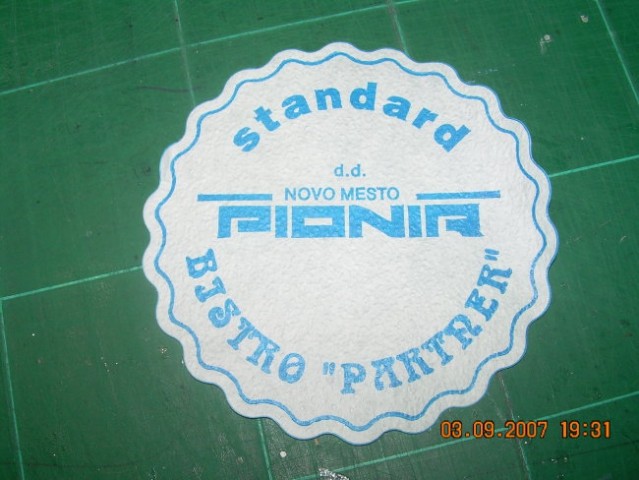 standard
d.d.
NOVO MESTO
PIONIR
BISTRO "PARTNER"
03.09.2007 19:31